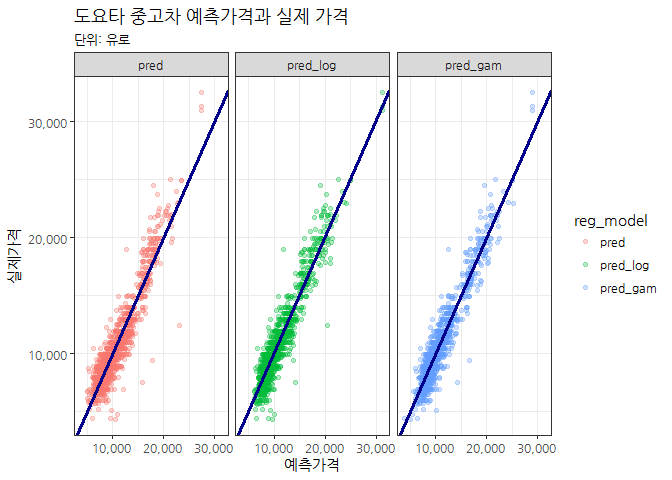 도요타 중고차 예측가격과 실제 가격
단위: 유로
pred
pred_log
pred_gam
30,000
20,000
10,000
실제가격
10,000 20,000 30,000
10,000 20,000 30,000
10,000 20,000 30,000
예측가격
reg_model
pred
pred_log
pred_gam